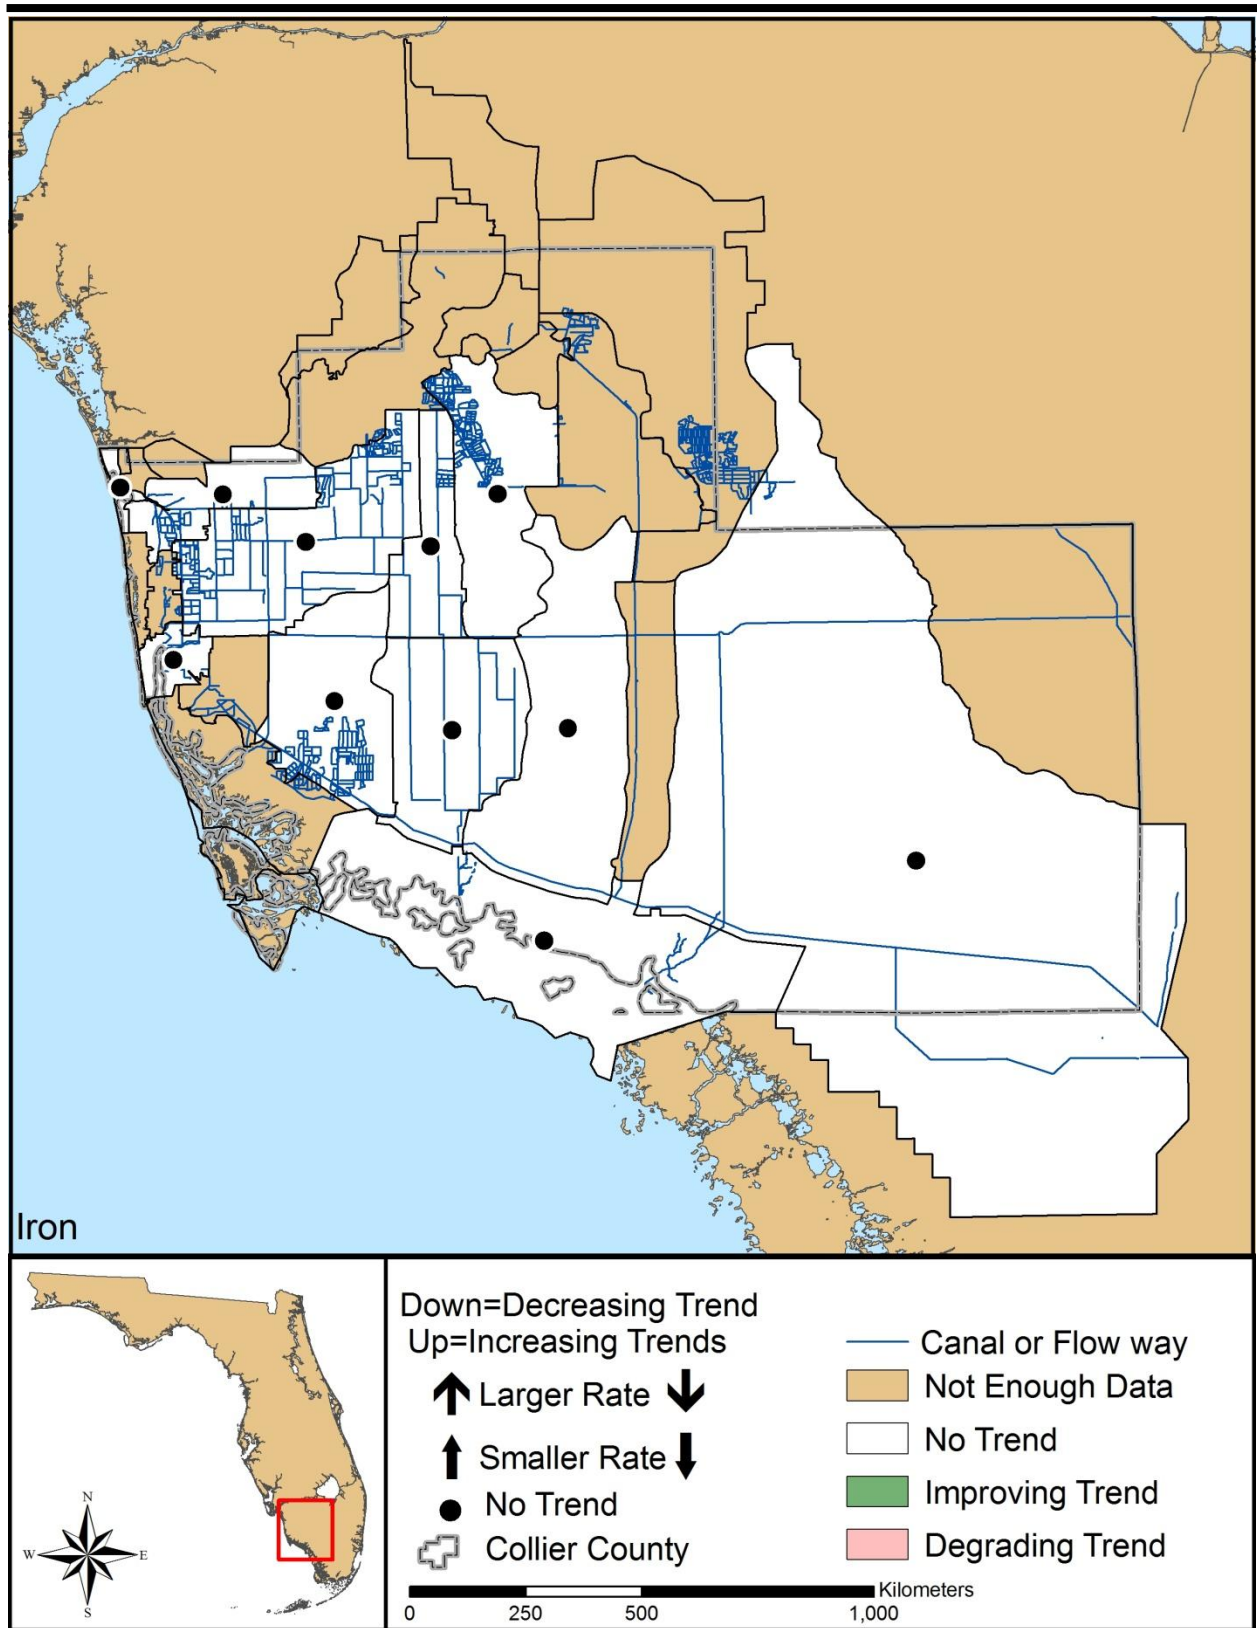 Iron
Down=Decreasing Trend
Up=Increasing Trends
Larger Rate
Smaller Rate
No Trend
Collier County
Canal or Flow way
Not Enough Data
No Trend
Improving Trend
Degrading Trend
Kilometers
0 250 500 1,000
N
W E
S